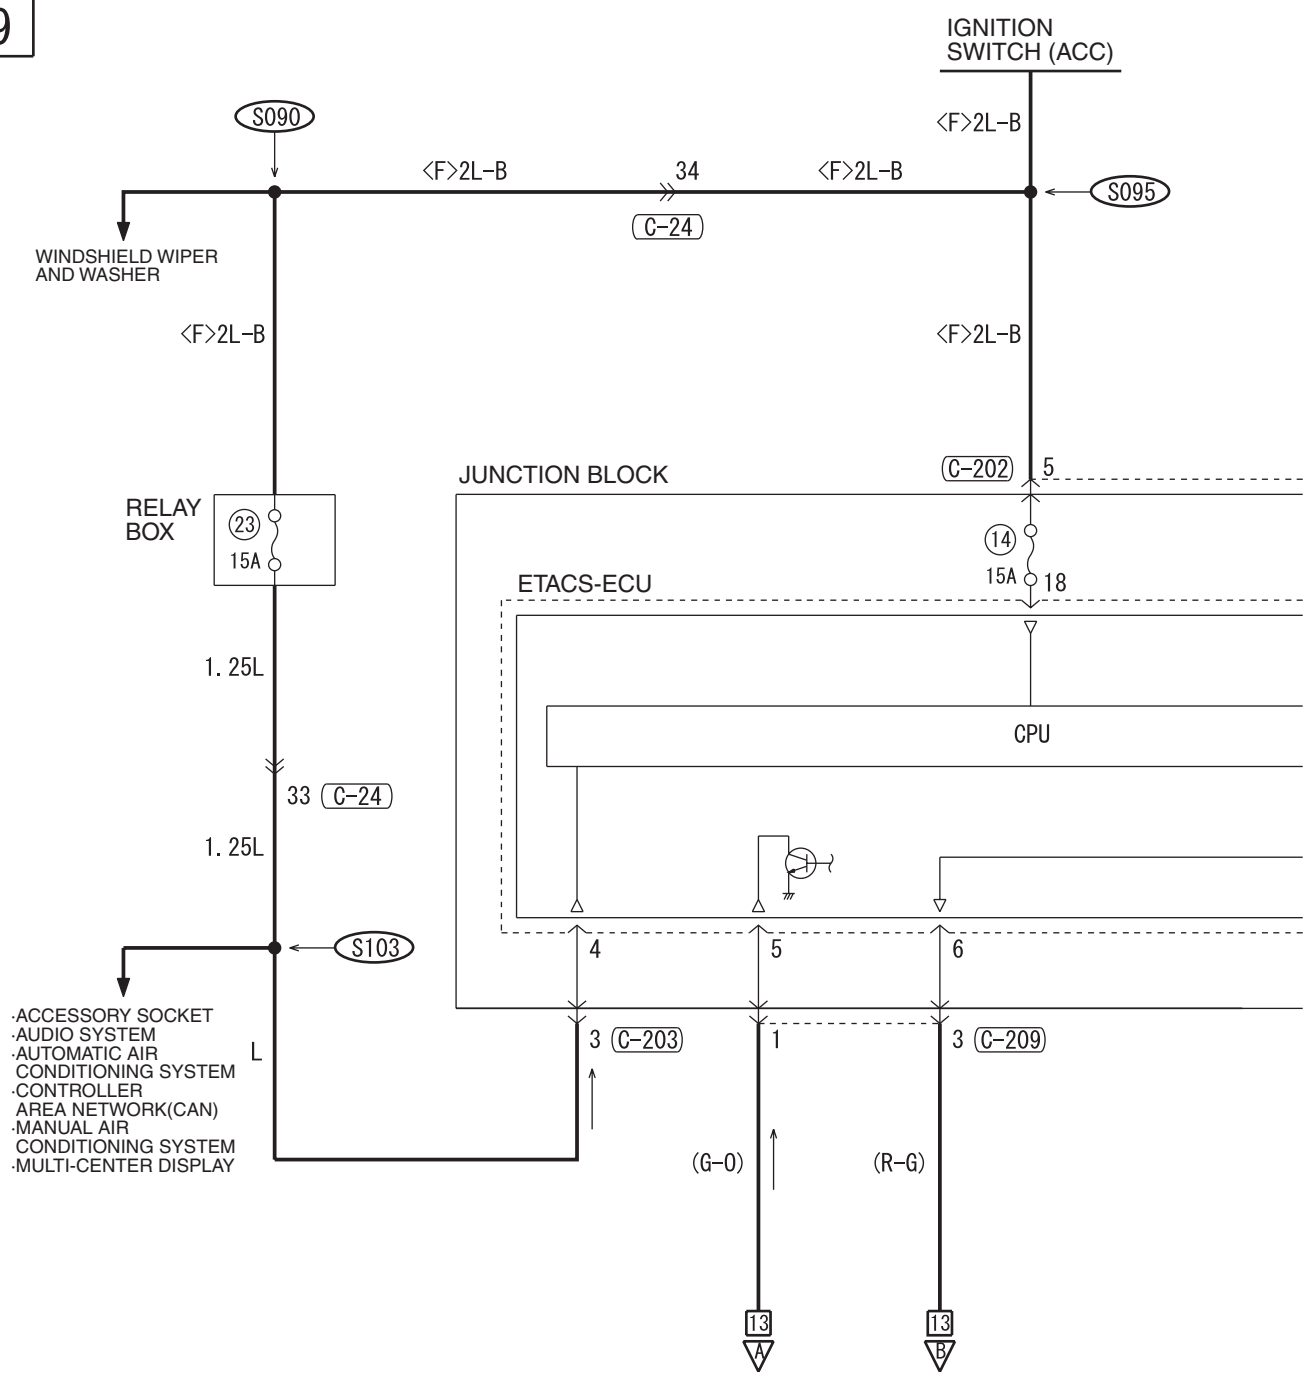 9
IGNITION
SWITCH (ACC)
<F>2L-B
S090
<F>2L-B
34
<F>2L-B
S095
C-24
WINDSHIELD WIPER
AND WASHER
<F>2L-B
<F>2L-B
JUNCTION BLOCK
C-202
5
RELAY
BOX
23
15A
14
15A
18
ETACS-ECU
1.25L
CPU
33
C-24
1.25L
S103
4
5
6
·ACCESSORY SOCKET
·AUDIO SYSTEM
·AUTOMATIC AIR
CONDITIONING SYSTEM
·CONTROLLER
AREA NETWORK(CAN)
·MANUAL AIR
CONDITIONING SYSTEM
·MULTI-CENTER DISPLAY
L
3
C-203
1
3
C-209
(G-O)
(R-G)
13
A
13
B